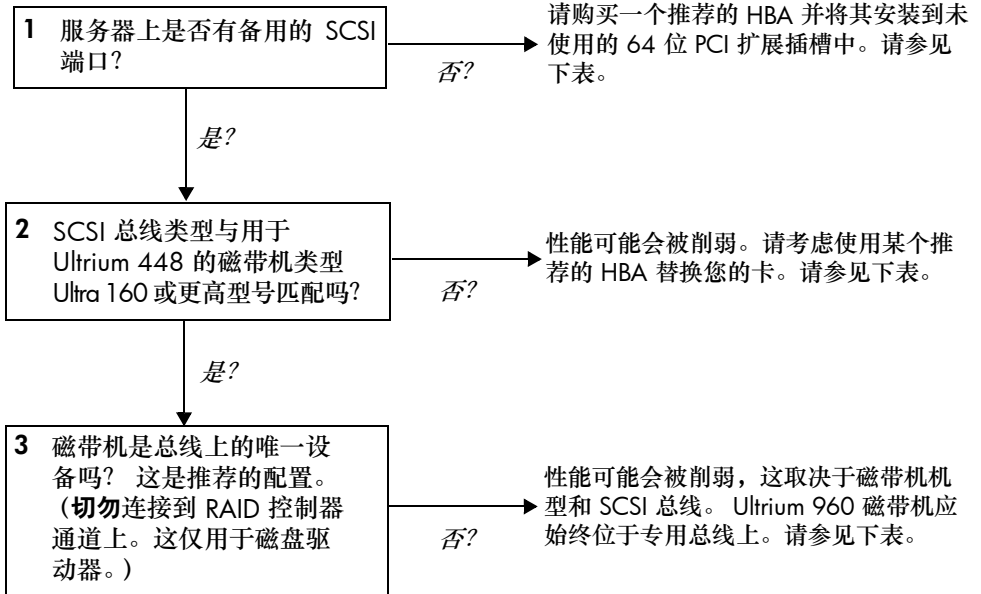 1 服务器上是否有备用的 SCSI
端口？
否？
请购买一个推荐的 HBA 并将其安装到未
使用的 64 位 PCI 扩展插槽中。请参见
下表。
是？
2 SCSI 总线类型与用于
Ultrium 448 的磁带机类型
Ultra 160 或更高型号匹配吗？
否？
性能可能会被削弱。请考虑使用某个推
荐的 HBA 替换您的卡。请参见下表。
是？
3 磁带机是总线上的唯一设
备吗？ 这是推荐的配置。
（切勿连接到 RAID 控制器
通道上。这仅用于磁盘驱
动器。）
否？
性能可能会被削弱，这取决于磁带机机
型和 SCSI 总线。 Ultrium 960 磁带机应
始终位于专用总线上。请参见下表。